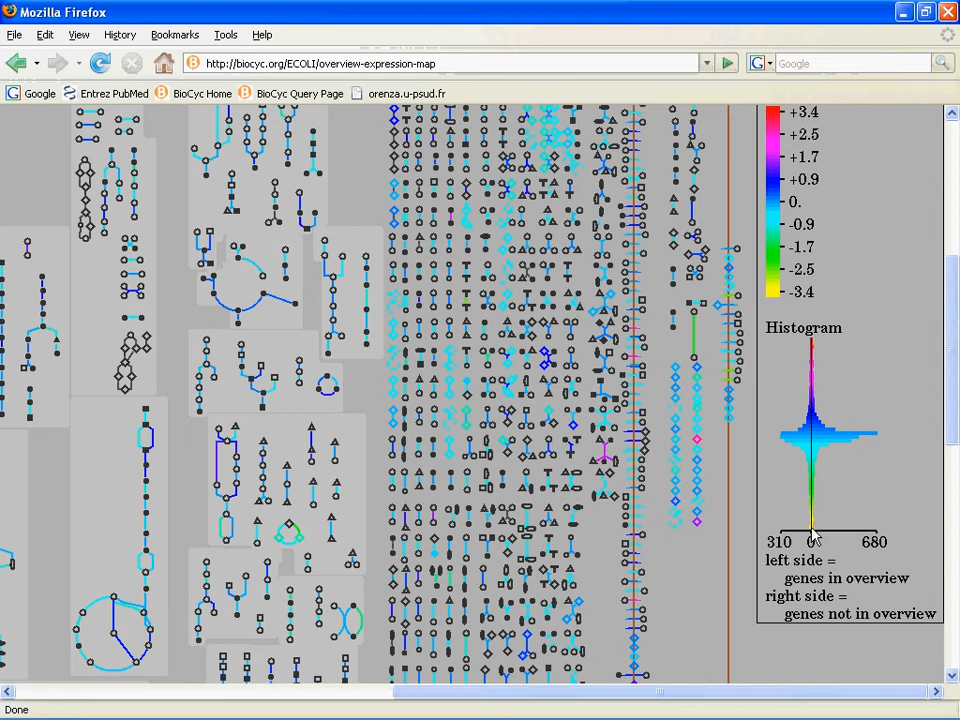 Mozilla Firefox
File Edit View History Bookmarks Tools Help
http://biocyc.org/ECOLI/overview-expression-map
G Google
G Google Entrez PubMed BioCyc Home BioCyc Query Page orenza.u-psud.fr
+3.4
+2.5
+1.7
+0.9
0.
-0.9
-1.7
-2.5
-3.4
Histogram
310 0 680
left side =
genes in overview
right side =
genes not in overview
Done